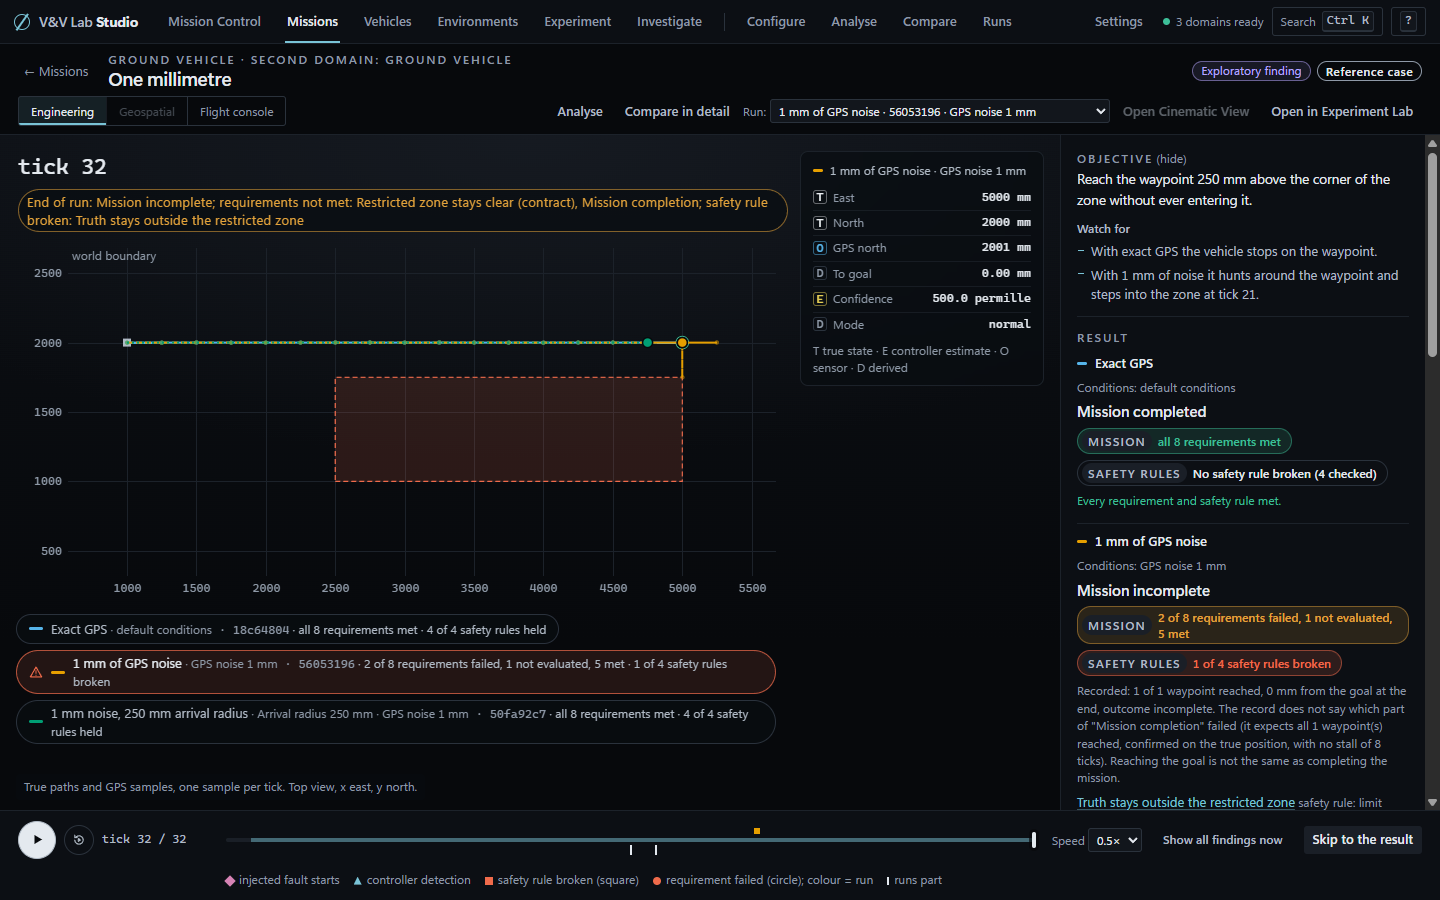 V&V Lab Studio
Mission Control
Missions
Vehicles
Environments
Experiment
Investigate
Configure
Analyse
Compare
Runs
Settings
3 domains ready
Search Ctrl K
?
← Missions
GROUND VEHICLE · SECOND DOMAIN: GROUND VEHICLE
One millimetre
Exploratory finding
Reference case
Engineering
Geospatial
Flight console
Analyse
Compare in detail
Run: 1 mm of GPS noise · 56053196 · GPS noise 1 mm
Open Cinematic View
Open in Experiment Lab
tick 32
End of run: Mission incomplete; requirements not met: Restricted zone stays clear (contract), Mission completion; safety rule
broken: Truth stays outside the restricted zone
world boundary
2500
2000
1500
1000
500
1000 1500 2000 2500 3000 3500 4000 4500 5000 5500
1 mm of GPS noise · GPS noise 1 mm
T East 5000 mm
T North 2000 mm
O GPS north 2001 mm
D To goal 0.00 mm
E Confidence 500.0 permille
D Mode normal
T true state · E controller estimate · O
sensor · D derived
Exact GPS · default conditions · 18c64804 · all 8 requirements met · 4 of 4 safety rules held
1 mm of GPS noise · GPS noise 1 mm · 56053196 · 2 of 8 requirements failed, 1 not evaluated, 5 met · 1 of 4 safety rules
broken
1 mm noise, 250 mm arrival radius · Arrival radius 250 mm · GPS noise 1 mm · 50fa92c7 · all 8 requirements met · 4 of 4 safety
rules held
True paths and GPS samples, one sample per tick. Top view, x east, y north.
OBJECTIVE (hide)
Reach the waypoint 250 mm above the corner of the
zone without ever entering it.
Watch for
– With exact GPS the vehicle stops on the waypoint.
– With 1 mm of noise it hunts around the waypoint and
steps into the zone at tick 21.
RESULT
Exact GPS
Conditions: default conditions
Mission completed
MISSION all 8 requirements met
SAFETY RULES No safety rule broken (4 checked)
Every requirement and safety rule met.
1 mm of GPS noise
Conditions: GPS noise 1 mm
Mission incomplete
MISSION 2 of 8 requirements failed, 1 not evaluated,
5 met
SAFETY RULES 1 of 4 safety rules broken
Recorded: 1 of 1 waypoint reached, 0 mm from the goal at the
end, outcome incomplete. The record does not say which part
of "Mission completion" failed (it expects all 1 waypoint(s)
reached, confirmed on the true position, with no stall of 8
ticks). Reaching the goal is not the same as completing the
mission.
Truth stays outside the restricted zone safety rule: limit
tick 32 / 32
Speed 0.5×
Show all findings now
Skip to the result
injected fault starts
controller detection
safety rule broken (square)
requirement failed (circle); colour = run
runs part